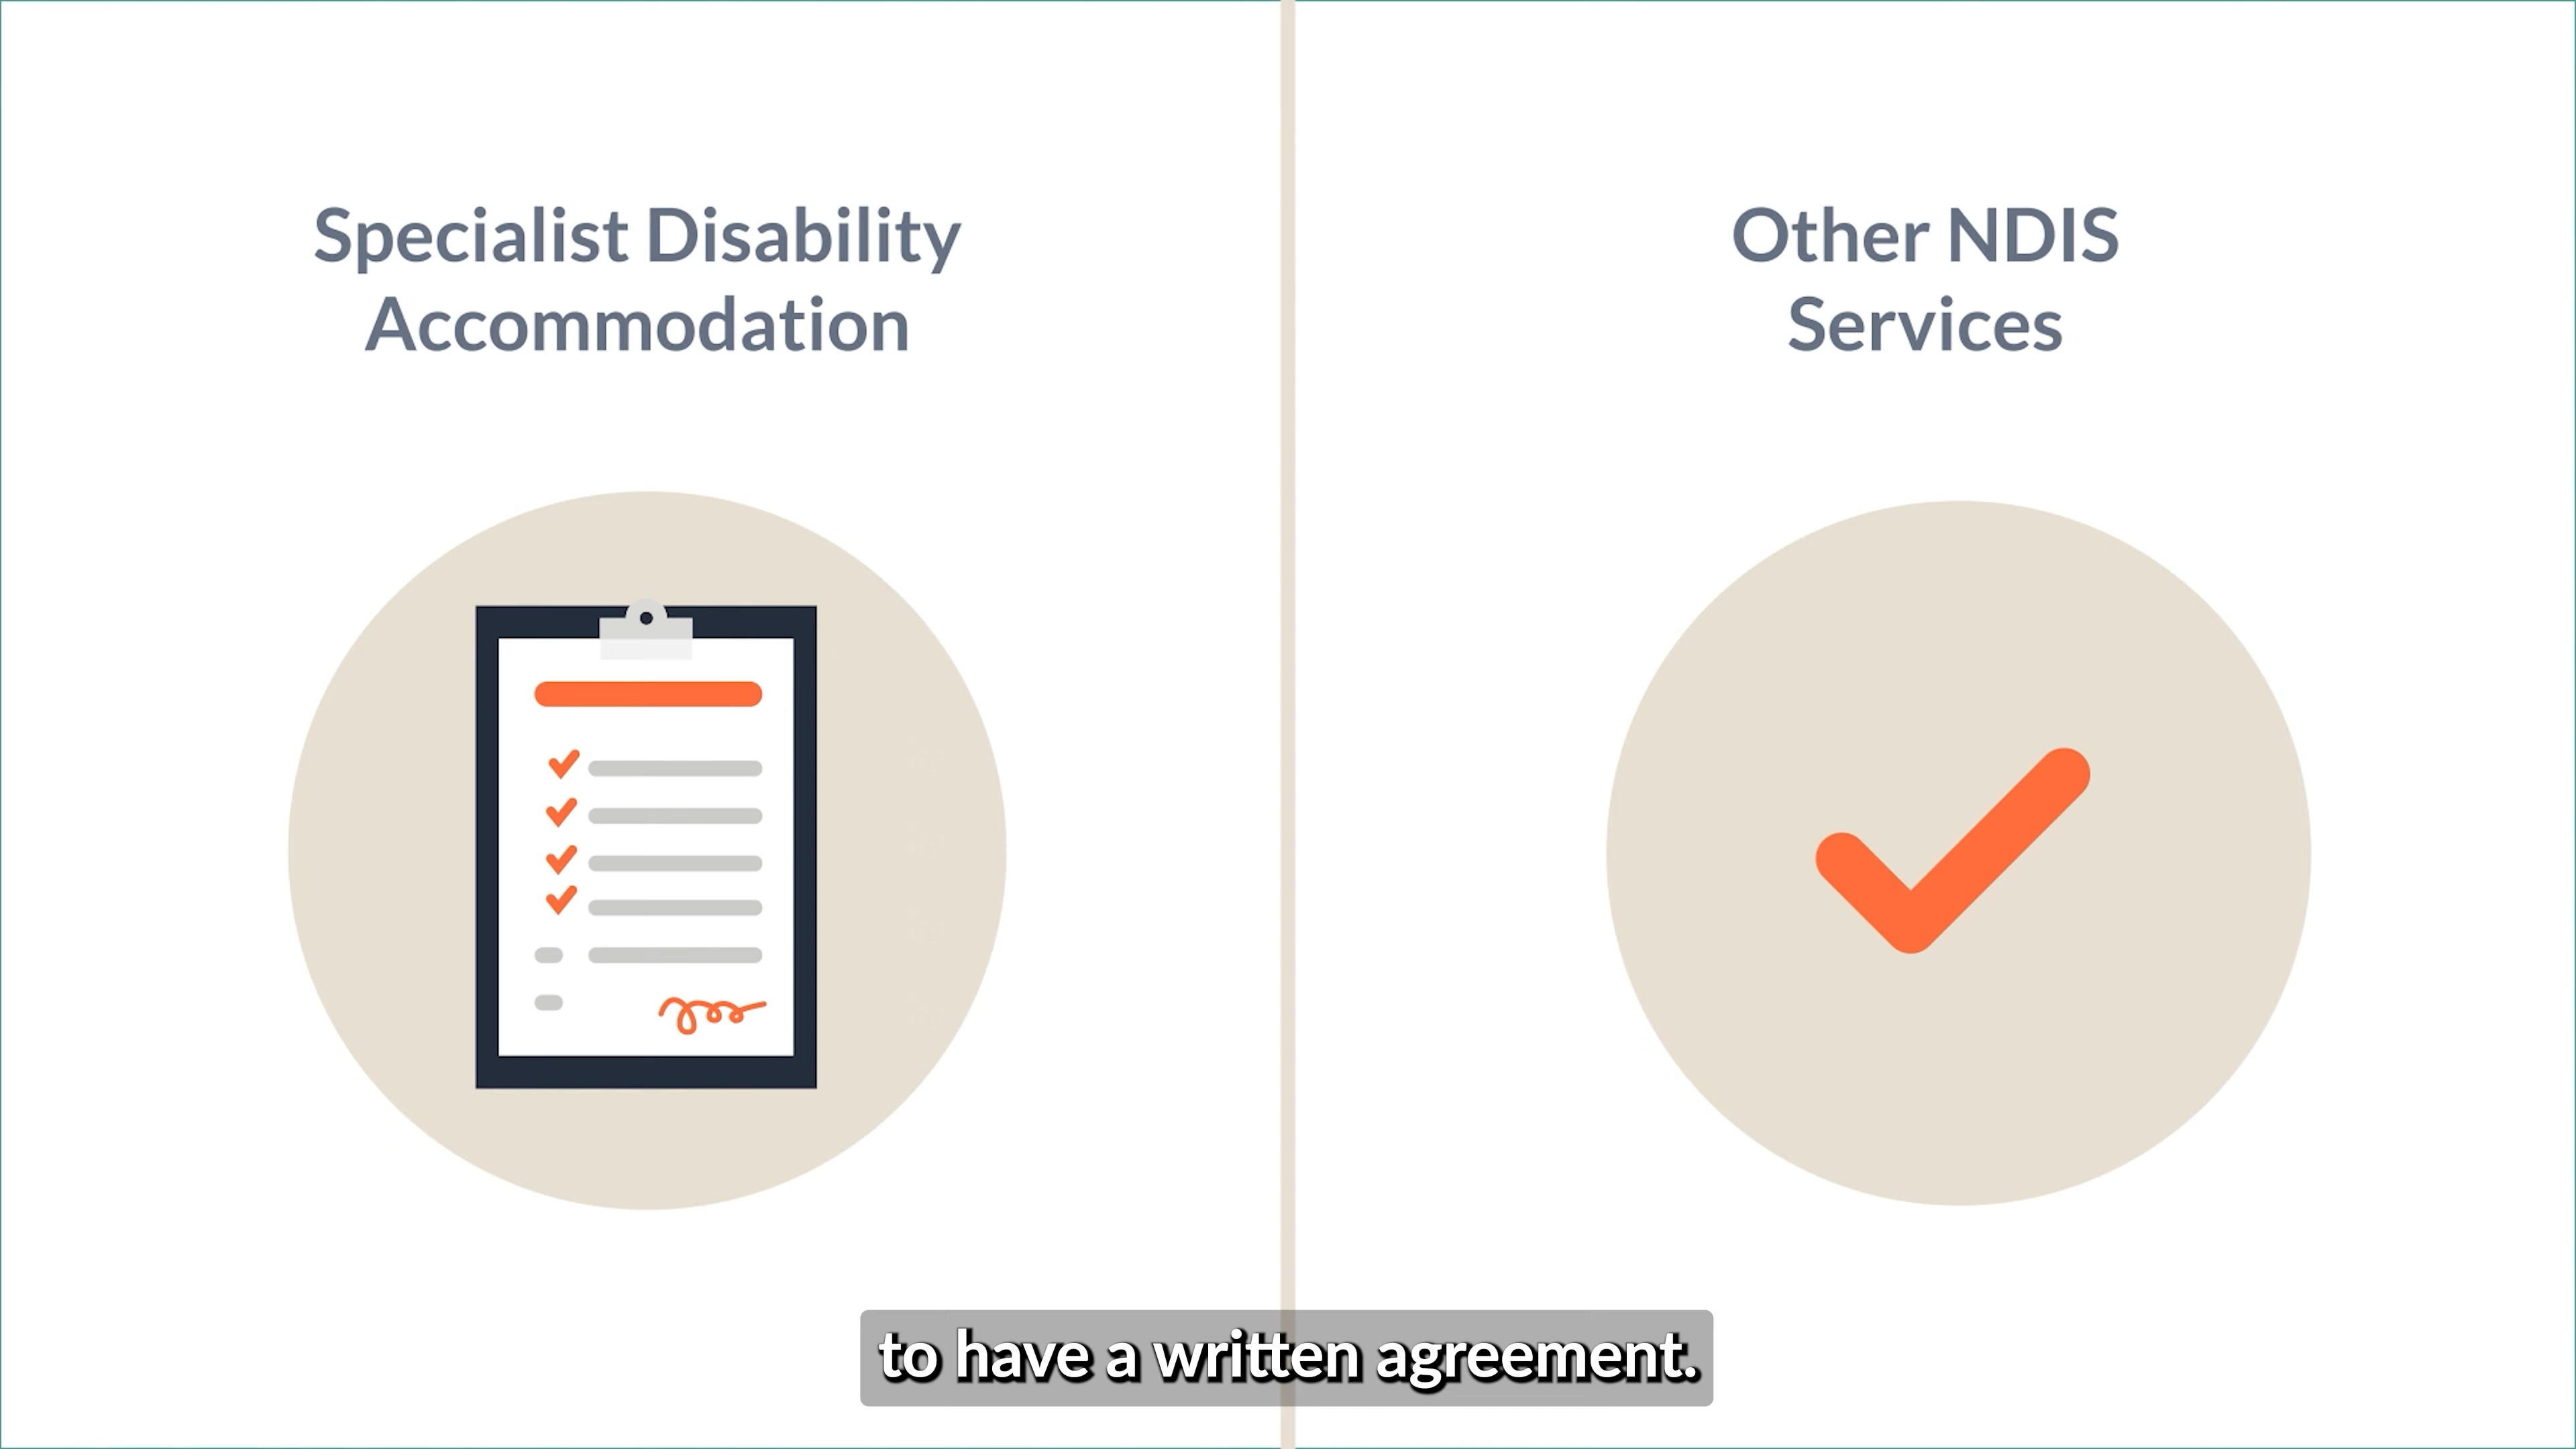 Specialist Disability
Accommodation
Other NDIS
Services
to have a written agreement.